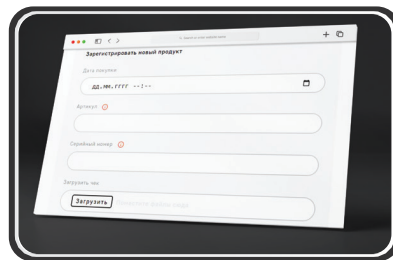 Зарегистрировать новый продукт
Дата покупки
ДД.ММ.ГГГГ --:--
Артикул
Серийный номер
Загрузить чек
Загрузить